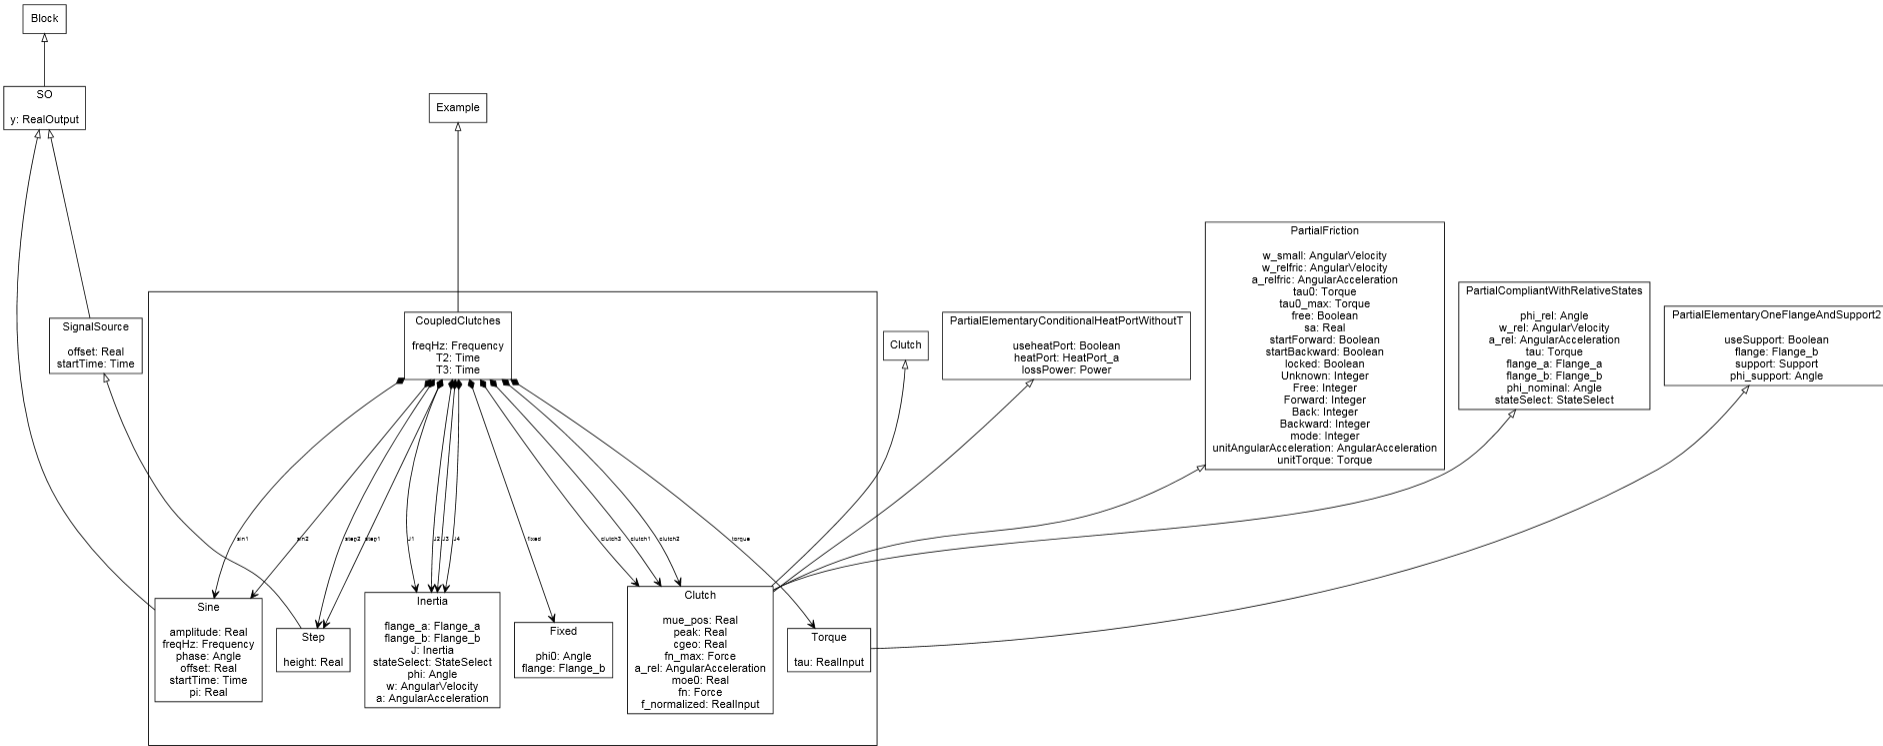 Block
SO
y: RealOutput
Example
SignalSource
offset: Real
startTime: Time
CoupledClutches
freqHz: Frequency
T2: Time
T3: Time
Clutch
PartialElementaryConditionalHeatPortWithoutT
useheatPort: Boolean
heatPort: HeatPort_a
lossPower: Power
PartialFriction
w_small: AngularVelocity
w_relfric: AngularVelocity
a_relfric: AngularAcceleration
tau0: Torque
tau0_max: Torque
free: Boolean
sa: Real
startForward: Boolean
startBackward: Boolean
locked: Boolean
Unknown: Integer
Free: Integer
Forward: Integer
Back: Integer
Backward: Integer
mode: Integer
unitAngularAcceleration: AngularAcceleration
unitTorque: Torque
PartialCompliantWithRelativeStates
phi_rel: Angle
w_rel: AngularVelocity
a_rel: AngularAcceleration
tau: Torque
flange_a: Flange_a
flange_b: Flange_b
phi_nominal: Angle
stateSelect: StateSelect
PartialElementaryOneFlangeAndSupport2
useSupport: Boolean
flange: Flange_b
support: Support
phi_support: Angle
sin1
sin2
step2
step1
J1
J2
J3
J4
fixed
clutch3
clutch1
clutch2
torque
Sine
amplitude: Real
freqHz: Frequency
phase: Angle
offset: Real
startTime: Time
pi: Real
Step
height: Real
Inertia
flange_a: Flange_a
flange_b: Flange_b
J: Inertia
stateSelect: StateSelect
phi: Angle
w: AngularVelocity
a: AngularAcceleration
Fixed
phi0: Angle
flange: Flange_b
Clutch
mue_pos: Real
peak: Real
cgeo: Real
fn_max: Force
a_rel: AngularAcceleration
moe0: Real
fn: Force
f_normalized: RealInput
Torque
tau: RealInput